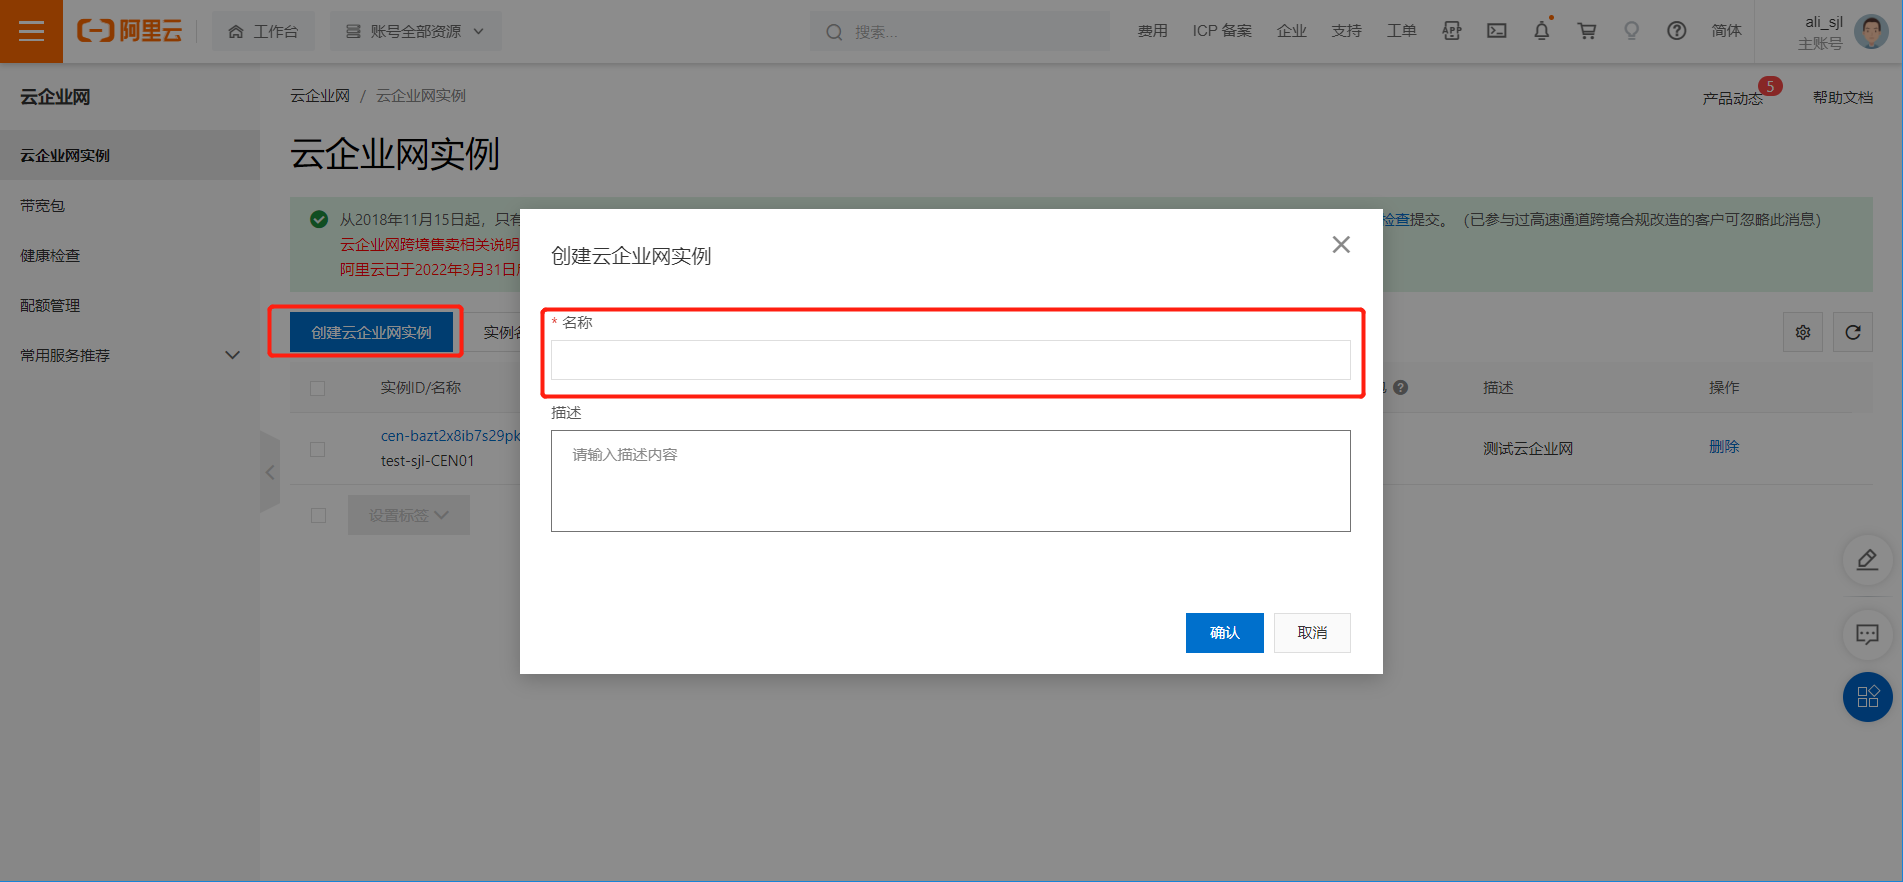 阿里云
工作台
账号全部资源
搜索...
费用
ICP 备案
企业
支持
工单
APP
简体
ali_sjl
主账号
云企业网
云企业网实例
带宽包
健康检查
配额管理
常用服务推荐
云企业网 / 云企业网实例
产品动态
5
帮助文档
云企业网实例
从2018年11月15日起，只有
检查提交。（已参与过高速通道跨境合规改造的客户可忽略此消息）
云企业网跨境售卖相关说明
阿里云已于2022年3月31日
创建云企业网实例
实例名
实例ID/名称
描述
操作
cen-bazt2x8ib7s29pk
test-sjl-CEN01
测试云企业网
删除
设置标签
创建云企业网实例
* 名称
描述
请输入描述内容
确认
取消